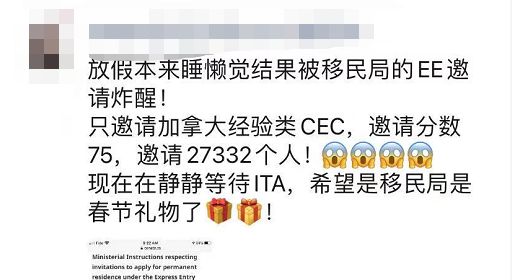 放假本来睡懒觉结果被移民局的EE邀
请炸醒！
只邀请加拿大经验类CEC，邀请分数
75，邀请27332个人！😱😱😱😱
现在在静静等待ITA，希望是移民局是
春节礼物了🎁🎁！
9:22 AM
Ministerial Instructions respecting
invitations to apply for permanent
residence under the Express Entry